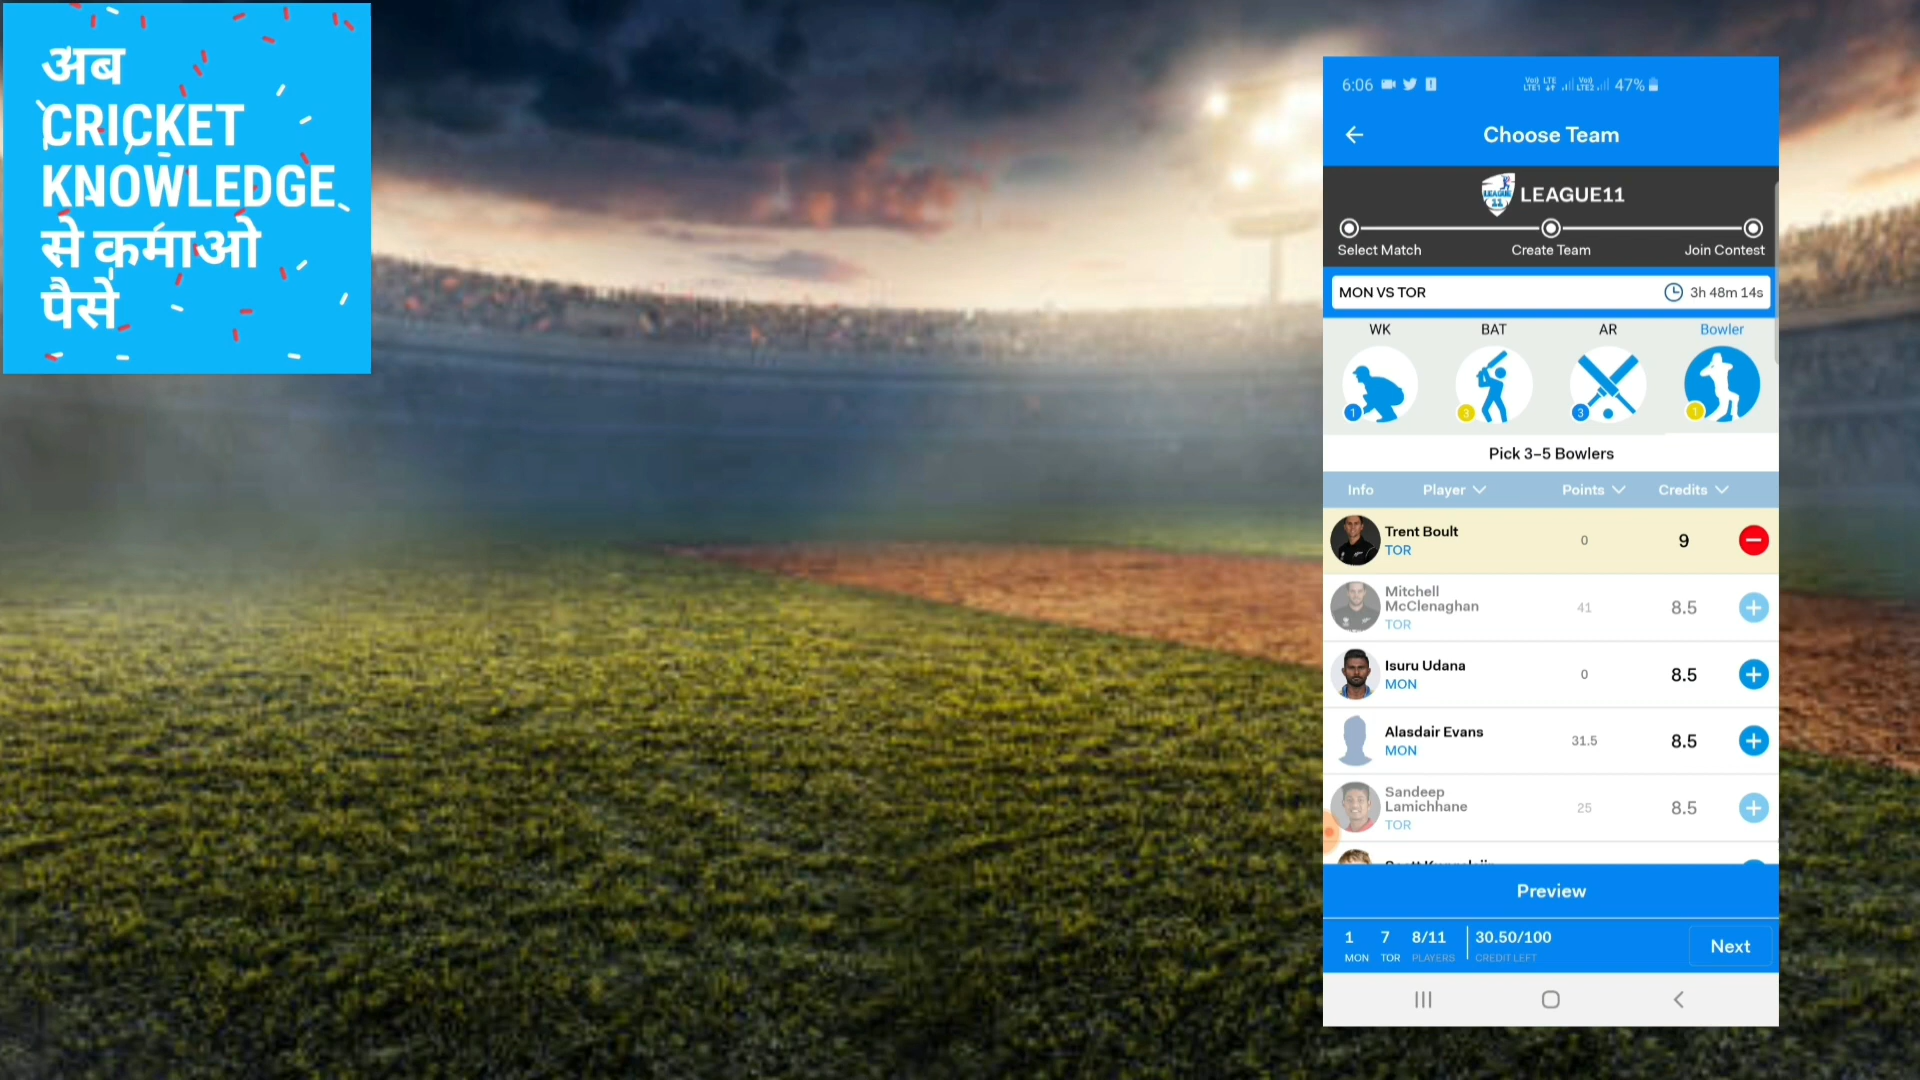 अब
CRICKET
KNOWLEDGE
से कमाओ
पैसे
6:06
47%
Choose Team
LEAGUE11
Select Match
Create Team
Join Contest
MON VS TOR
3h 48m 14s
WK
BAT
AR
Bowler
1
3
3
1
Pick 3-5 Bowlers
Info Player Points Credits
Trent Boult
TOR
0
9
Mitchell
McClenaghan
TOR
41
8.5
Isuru Udana
MON
0
8.5
Alasdair Evans
MON
31.5
8.5
Sandeep
Lamichhane
TOR
25
8.5
Preview
1 7 8/11 30.50/100
MON TOR PLAYERS CREDIT LEFT
Next